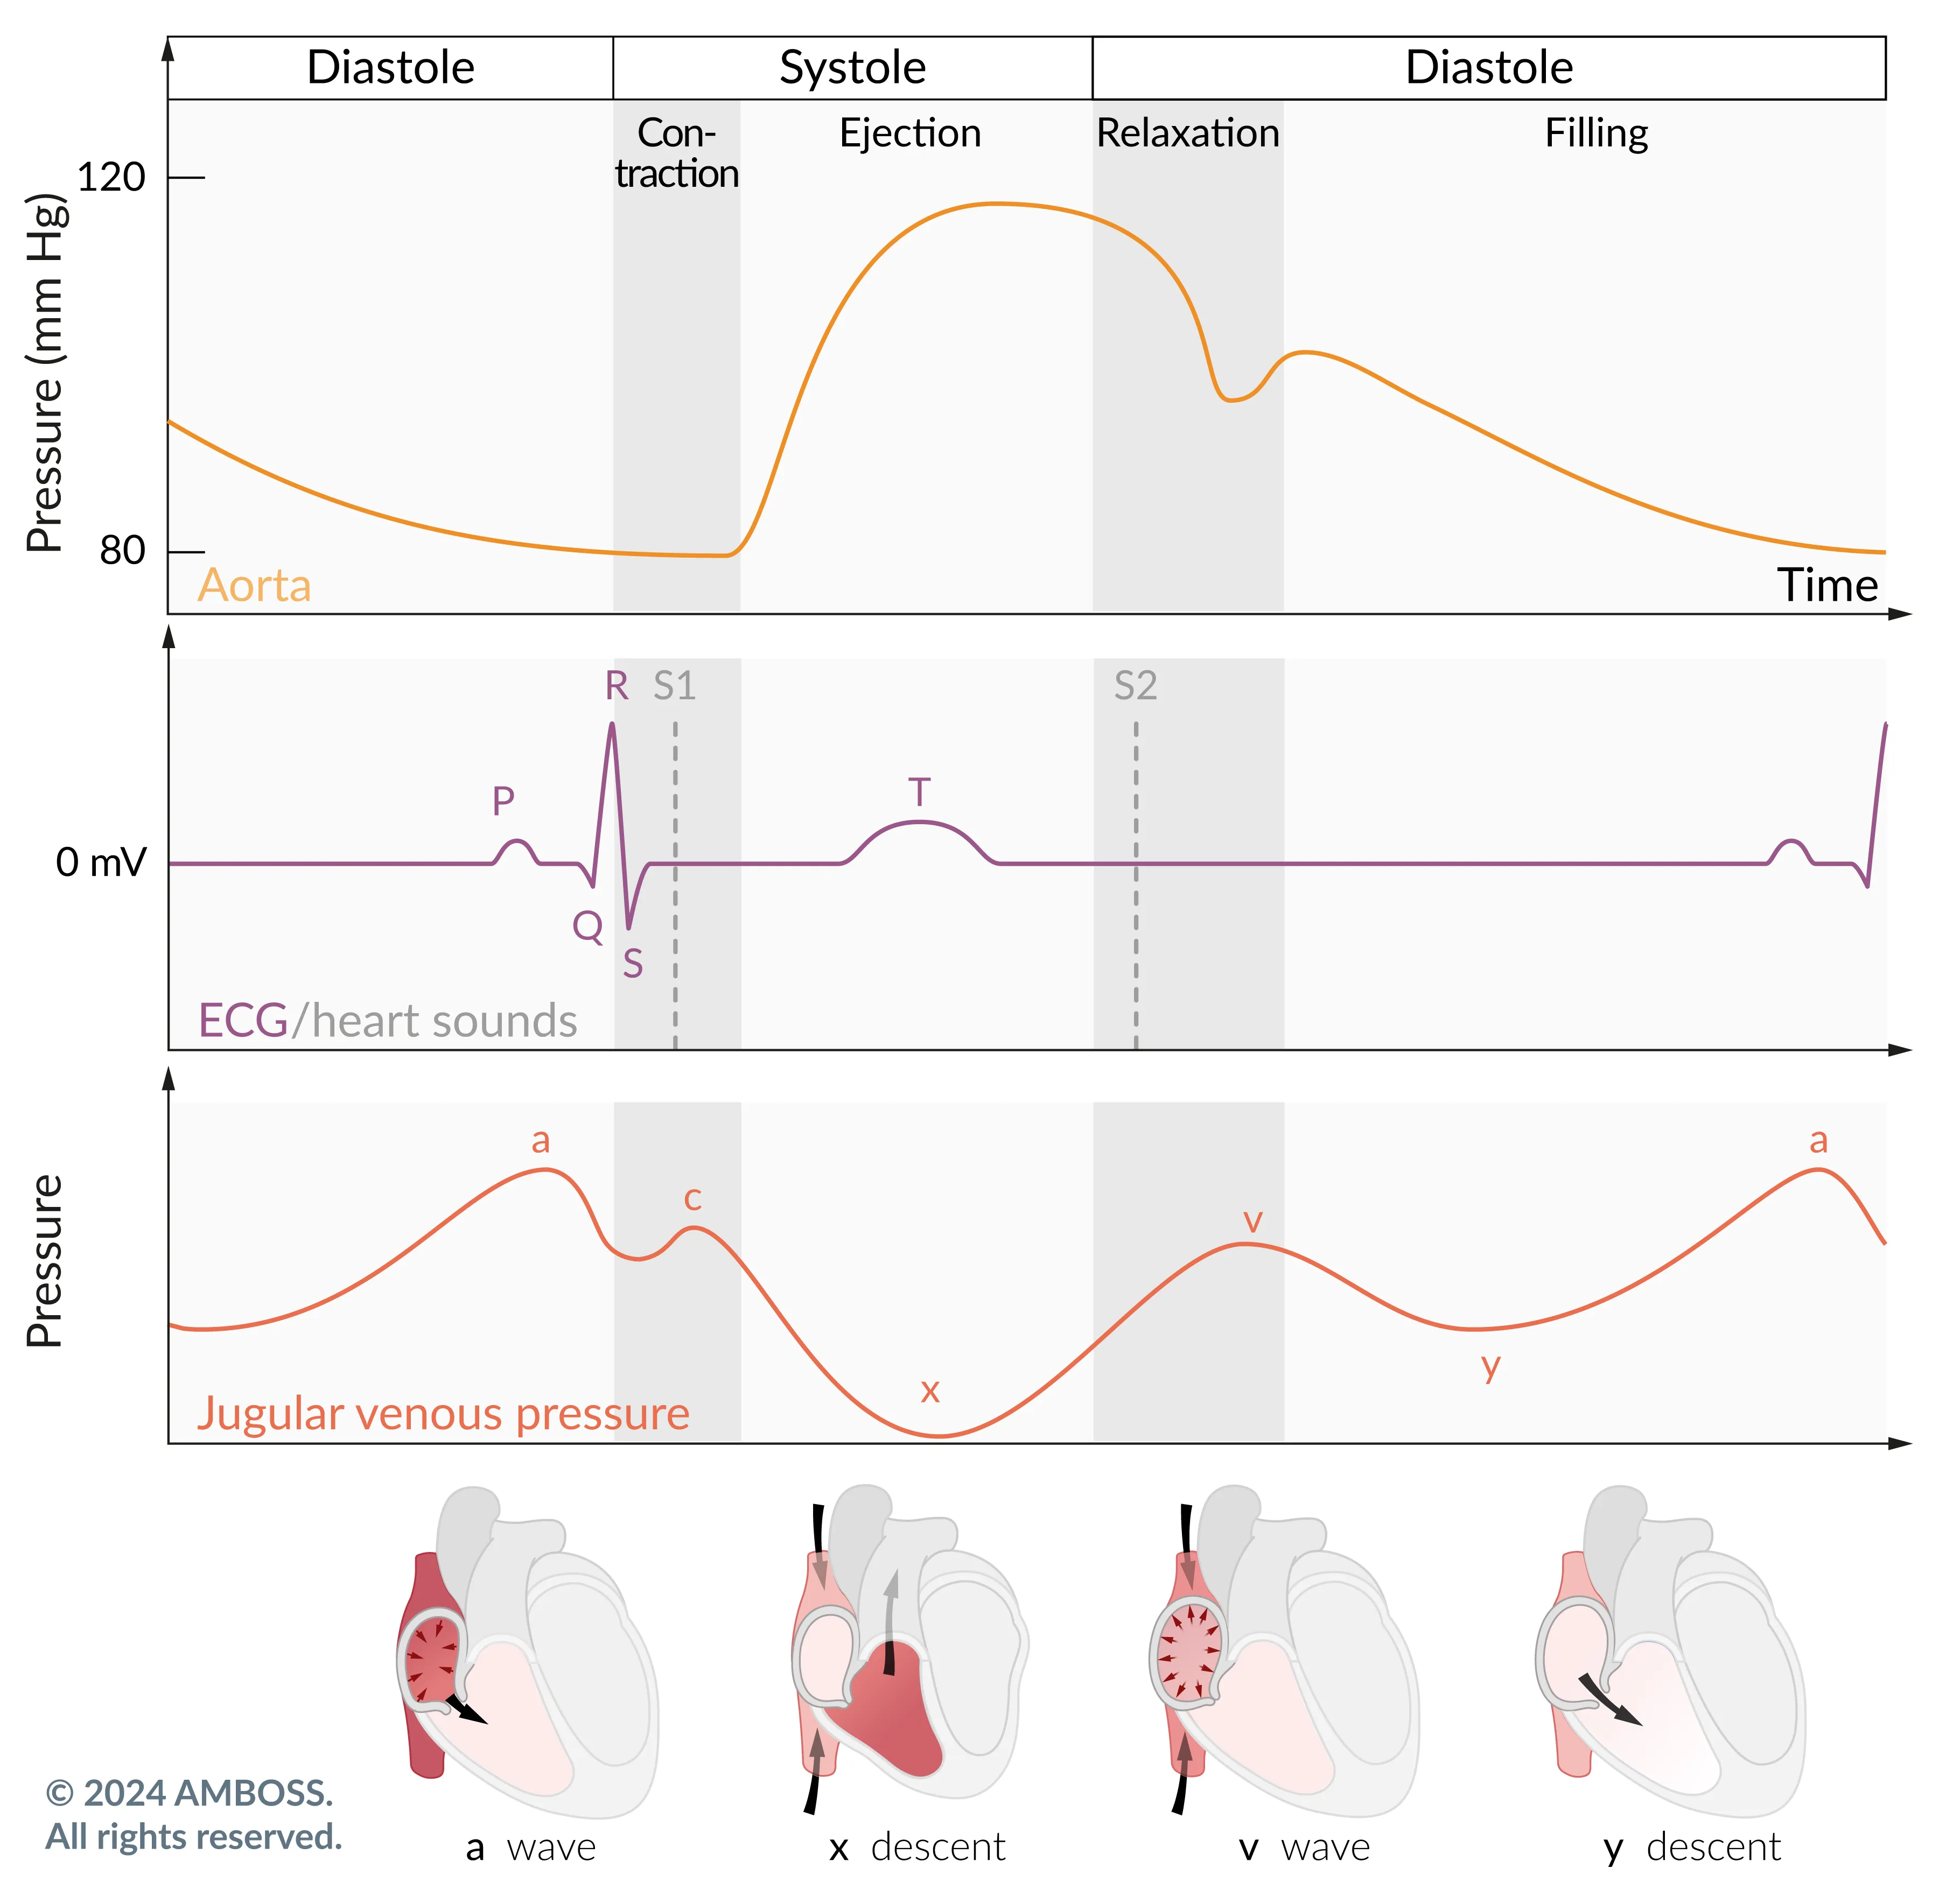 Diastole Systole Diastole
Con-
traction
Ejection
Relaxation
Filling
Pressure (mm Hg)
120
80
Aorta
Time
R S1 S2
P
T
0 mV
Q
S
ECG/heart sounds
Pressure
a
c
v
a
x
y
Jugular venous pressure
© 2024 AMBOSS.
All rights reserved.
a wave
x descent
v wave
y descent